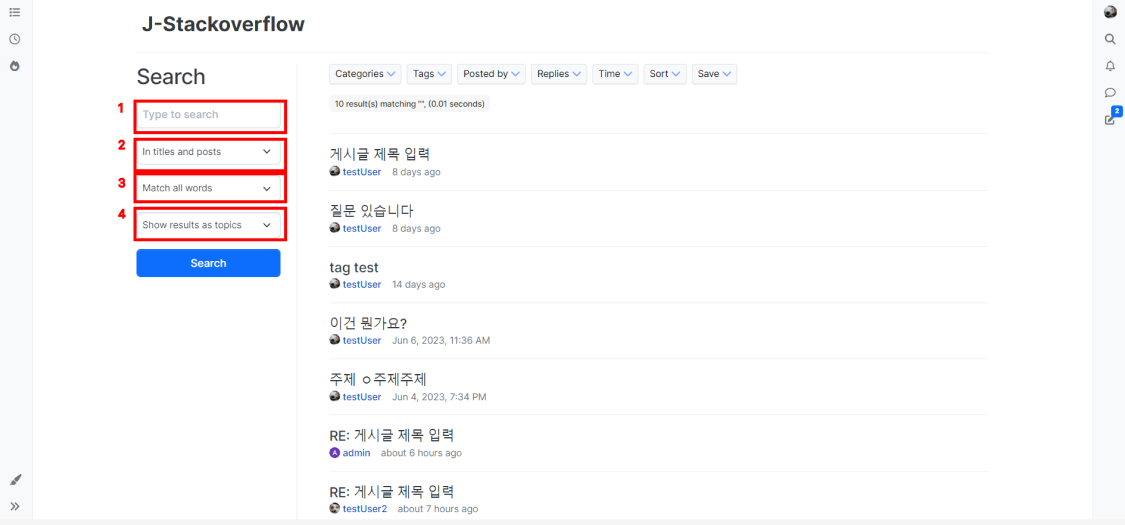 J-Stackoverflow
2
Search
1
Type to search
2
In titles and posts
3
Match all words
4
Show results as topics
Search
Categories Tags Posted by Replies Time Sort Save
10 result(s) matching "", (0.01 seconds)
게시글 제목 입력
testUser 8 days ago
질문 있습니다
testUser 8 days ago
tag test
testUser 14 days ago
이건 뭔가요?
testUser Jun 6, 2023, 11:36 AM
주제 ㅇ주제주제
testUser Jun 4, 2023, 7:34 PM
RE: 게시글 제목 입력
A admin about 6 hours ago
RE: 게시글 제목 입력
testUser2 about 7 hours ago